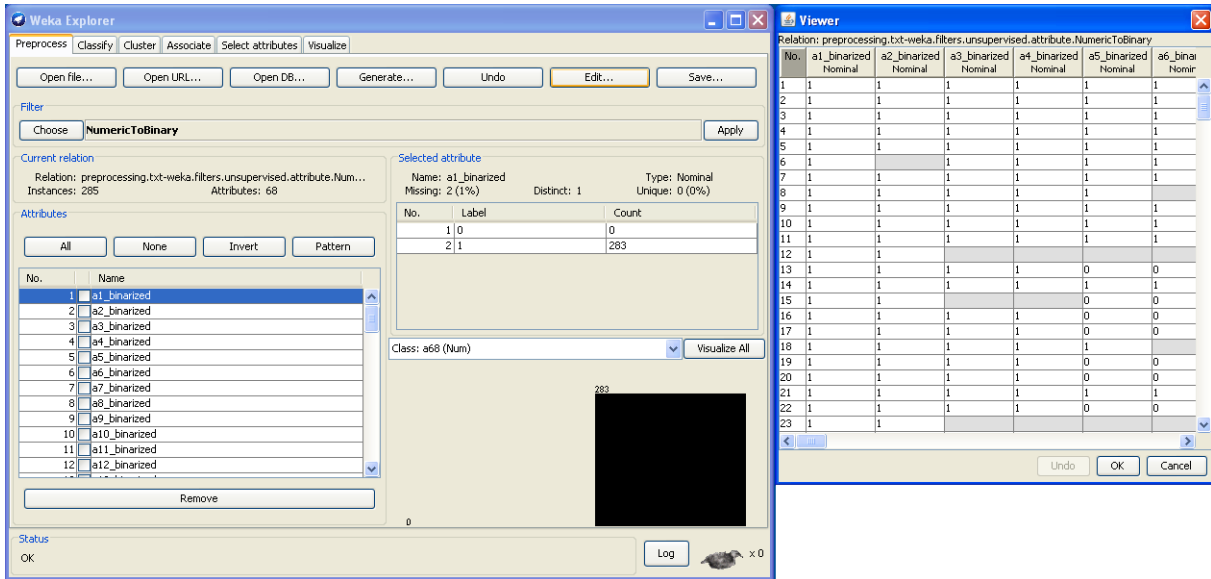 Weka Explorer
Preprocess Classify Cluster Associate Select attributes Visualize
Open file... Open URL... Open DB... Generate... Undo Edit... Save...
Filter
Choose NumericToBinary Apply
Current relation
Relation: preprocessing.txt-weka.filters.unsupervised.attribute.Num...
Instances: 285 Attributes: 68
Attributes
All None Invert Pattern
No. Name
1 a1_binarized
2 a2_binarized
3 a3_binarized
4 a4_binarized
5 a5_binarized
6 a6_binarized
7 a7_binarized
8 a8_binarized
9 a9_binarized
10 a10_binarized
11 a11_binarized
12 a12_binarized
Remove
Selected attribute
Name: a1_binarized Type: Nominal
Missing: 2 (1%) Distinct: 1 Unique: 0 (0%)
No. Label Count
1 0 0
2 1 283
Class: a68 (Num) Visualize All
283
0
Status
OK
Log x 0
Viewer
Relation: preprocessing.txt-weka.filters.unsupervised.attribute.NumericToBinary
No. a1_binarized a2_binarized a3_binarized a4_binarized a5_binarized a6_binar
Nominal Nominal Nominal Nominal Nominal Nomin
1 1 1 1 1 1 1
2 1 1 1 1 1 1
3 1 1 1 1 1 1
4 1 1 1 1 1 1
5 1 1 1 1 1 1
6 1 1 1 1 1
7 1 1 1 1 1 1
8 1 1 1 1 1
9 1 1 1 1 1 1
10 1 1 1 1 1 1
11 1 1 1 1 1 1
12 1 1
13 1 1 1 1 0 0
14 1 1 1 1 1 1
15 1 1 0 0
16 1 1 1 1 0 0
17 1 1 1 1 0 0
18 1 1 1 1 1
19 1 1 1 1 0 0
20 1 1 1 1 0 0
21 1 1 1 1 1 1
22 1 1 1 1 0 0
23 1 1
Undo OK Cancel